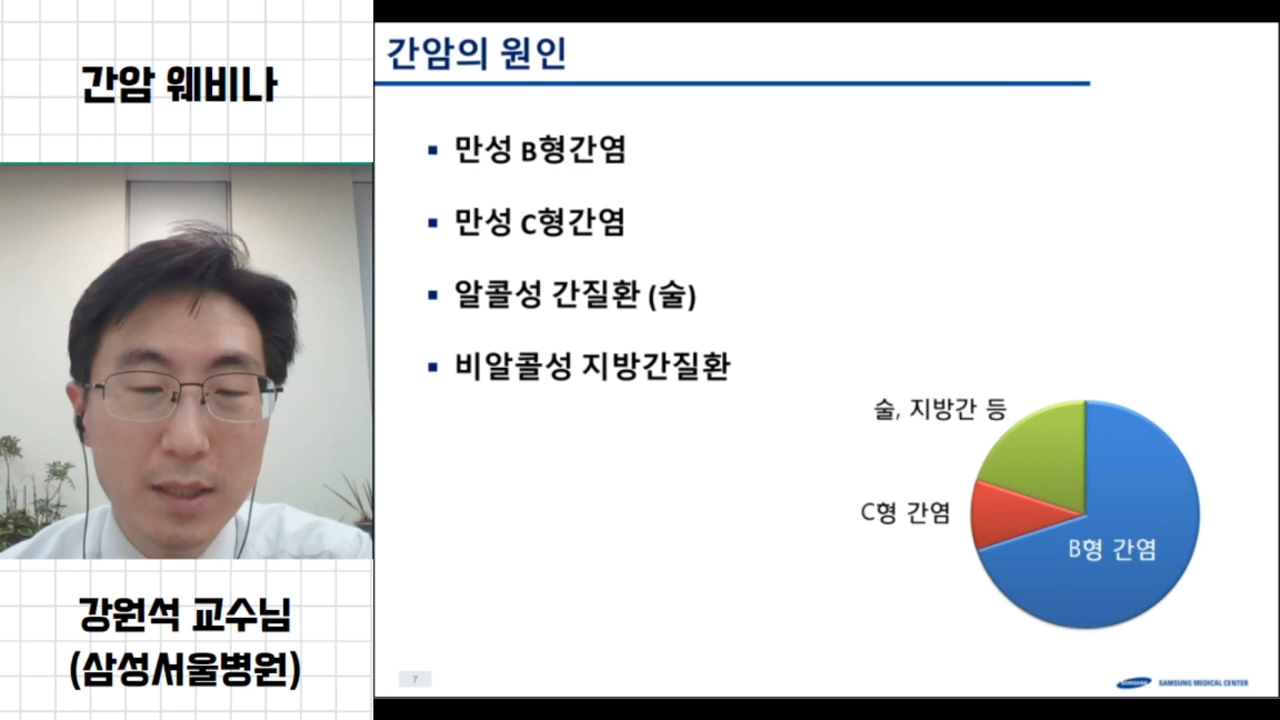 간암 웨비나
강원석 교수님
(삼성서울병원)
간암의 원인
▪ 만성 B형간염
▪ 만성 C형간염
▪ 알콜성 간질환 (술)
▪ 비알콜성 지방간질환
술, 지방간 등
C형 간염
B형 간염
7
SAMSUNG
SAMSUNG MEDICAL CENTER